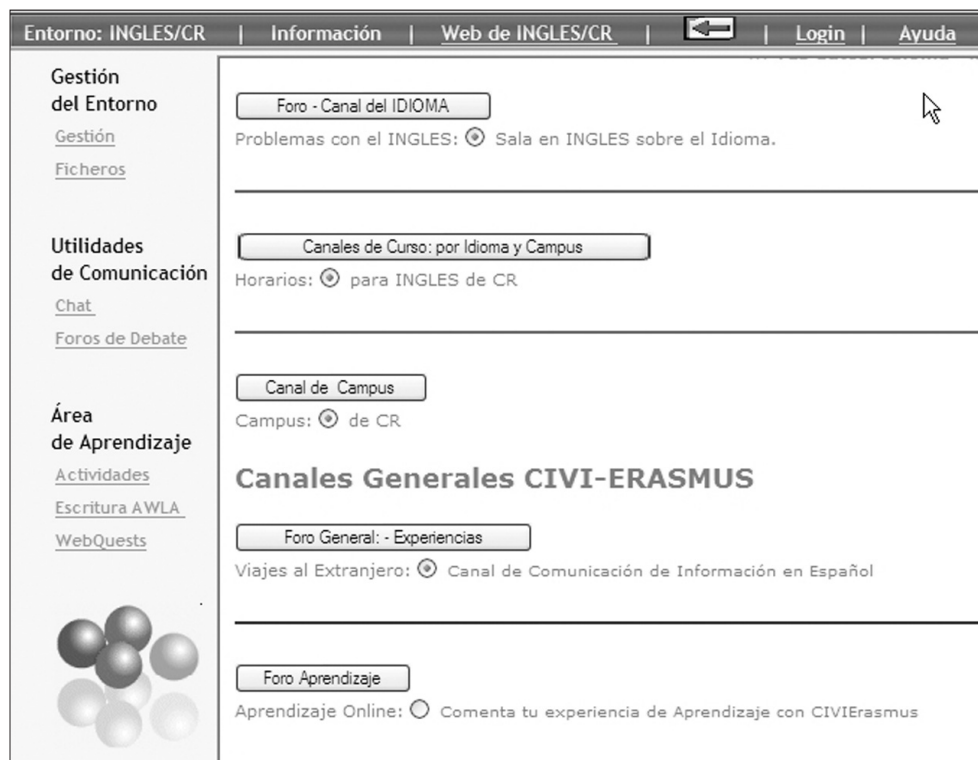 Entorno: INGLES/CR | Información | Web de INGLES/CR | | Login | Ayuda
Gestión
del Entorno
Gestión
Ficheros
Utilidades
de Comunicación
Chat
Foros de Debate
Área
de Aprendizaje
Actividades
Escritura AWLA
WebQuests
Foro - Canal del IDIOMA
Problemas con el INGLES: Sala en INGLES sobre el Idioma.
Canales de Curso: por Idioma y Campus
Horarios: para INGLES de CR
Canal de Campus
Campus: de CR
Canales Generales CIVI-ERASMUS
Foro General: - Experiencias
Viajes al Extranjero: Canal de Comunicación de Información en Español
Foro Aprendizaje
Aprendizaje Online: Comenta tu experiencia de Aprendizaje con CIVIErasmus